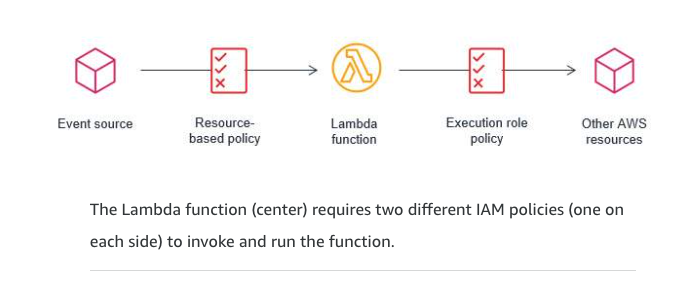 Event source
Resource-
based policy
Lambda
function
Execution role
policy
Other AWS
resources
The Lambda function (center) requires two different IAM policies (one on
each side) to invoke and run the function.